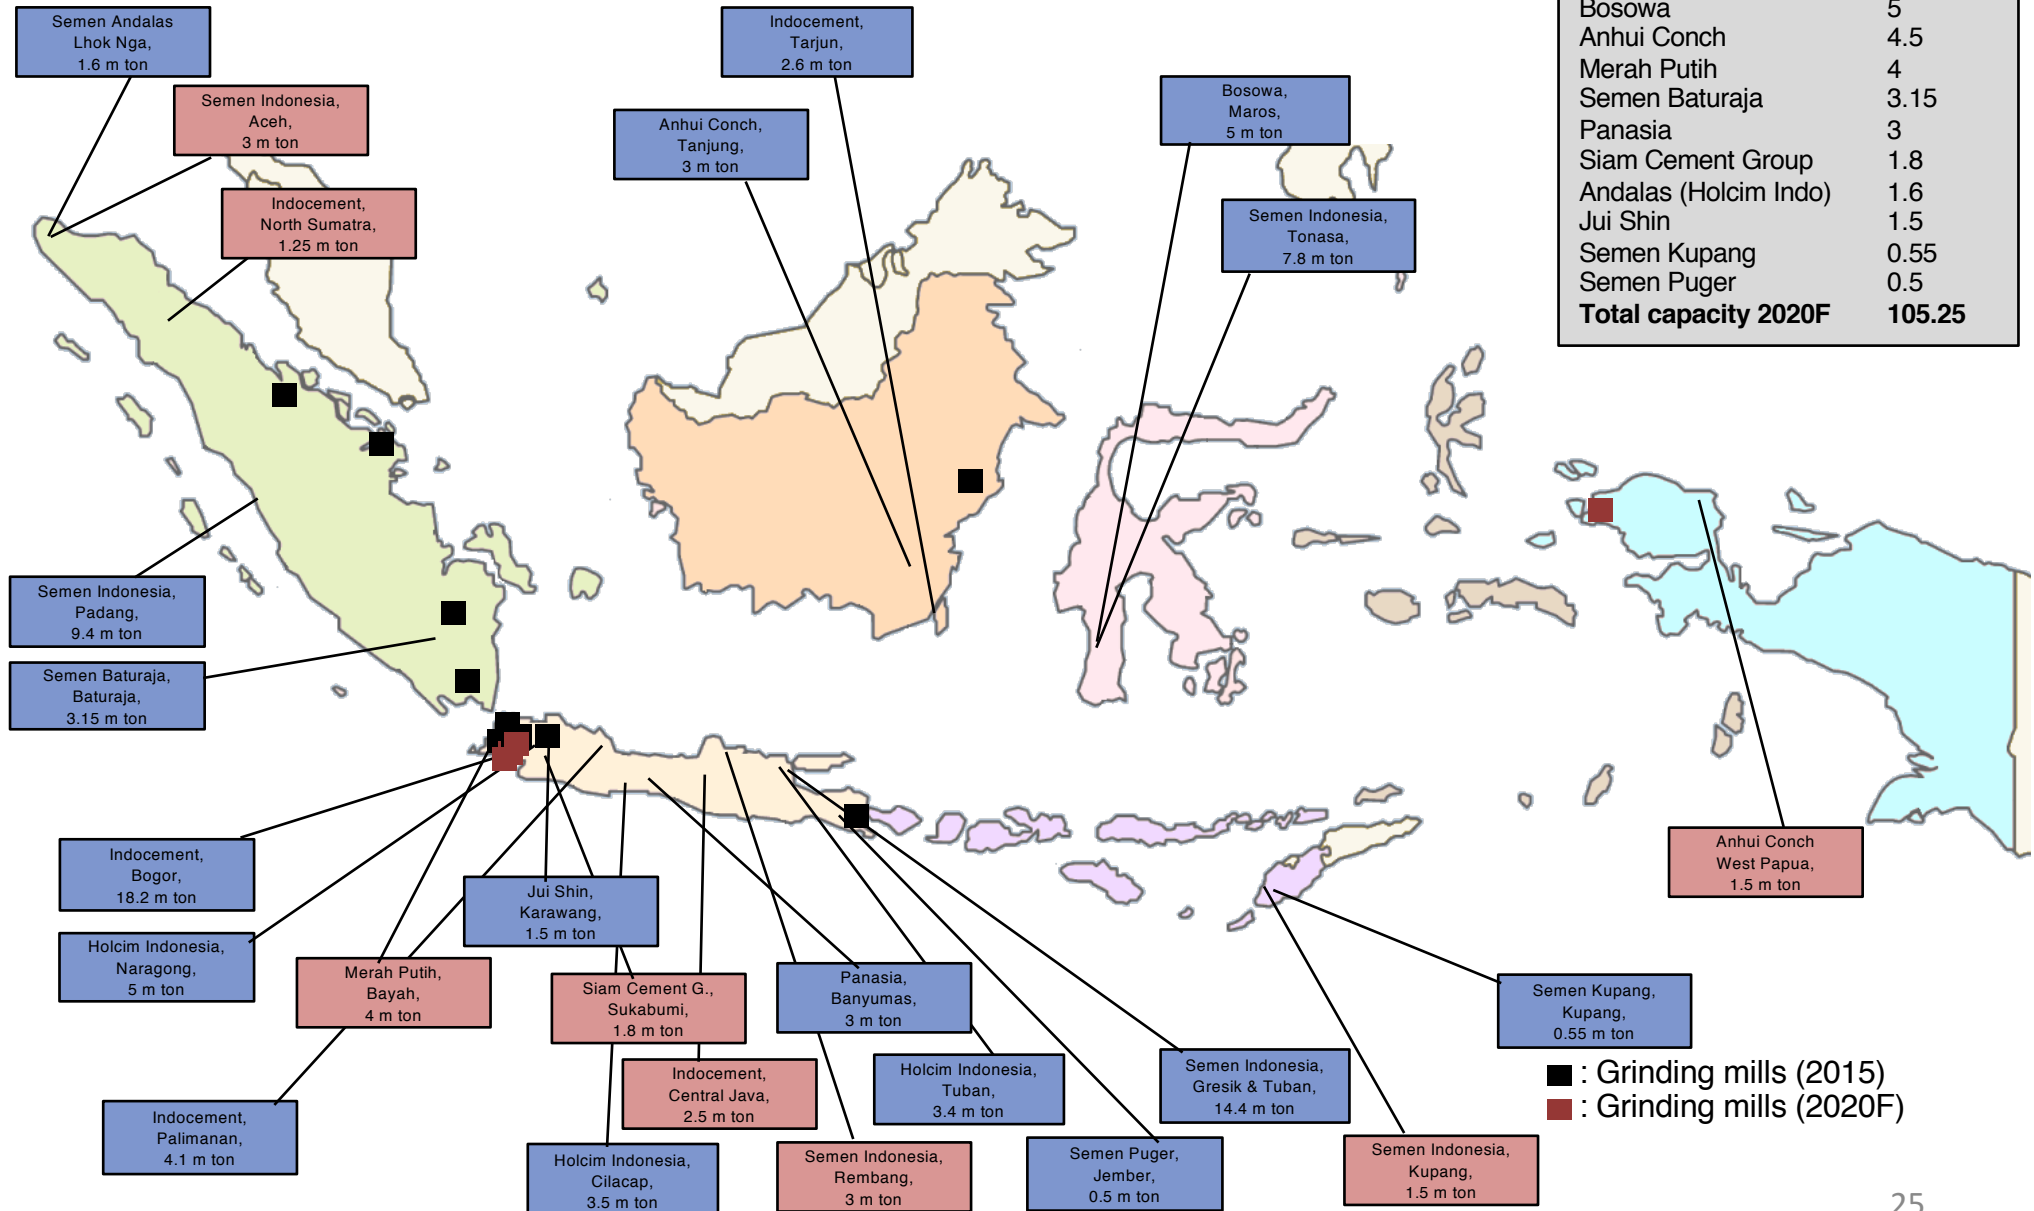 Semen Andalas
Lhok Nga,
1.6 m ton
Semen Indonesia,
Aceh,
3 m ton
Indocement,
North Sumatra,
1.25 m ton
Indocement,
Tarjun,
2.6 m ton
Anhui Conch,
Tanjung,
3 m ton
Bosowa,
Maros,
5 m ton
Semen Indonesia,
Tonasa,
7.8 m ton
Bosowa 5
Anhui Conch 4.5
Merah Putih 4
Semen Baturaja 3.15
Panasia 3
Siam Cement Group 1.8
Andalas (Holcim Indo) 1.6
Jui Shin 1.5
Semen Kupang 0.55
Semen Puger 0.5
Total capacity 2020F 105.25
Semen Indonesia,
Padang,
9.4 m ton
Semen Baturaja,
Baturaja,
3.15 m ton
Indocement,
Bogor,
18.2 m ton
Holcim Indonesia,
Naragong,
5 m ton
Merah Putih,
Bayah,
4 m ton
Indocement,
Palimanan,
4.1 m ton
Jui Shin,
Karawang,
1.5 m ton
Siam Cement G.,
Sukabumi,
1.8 m ton
Indocement,
Central Java,
2.5 m ton
Holcim Indonesia,
Cilacap,
3.5 m ton
Panasia,
Banyumas,
3 m ton
Semen Indonesia,
Rembang,
3 m ton
Holcim Indonesia,
Tuban,
3.4 m ton
Semen Puger,
Jember,
0.5 m ton
Semen Indonesia,
Gresik & Tuban,
14.4 m ton
Semen Indonesia,
Kupang,
1.5 m ton
Semen Kupang,
Kupang,
0.55 m ton
Anhui Conch
West Papua,
1.5 m ton
: Grinding mills (2015)
: Grinding mills (2020F)
25